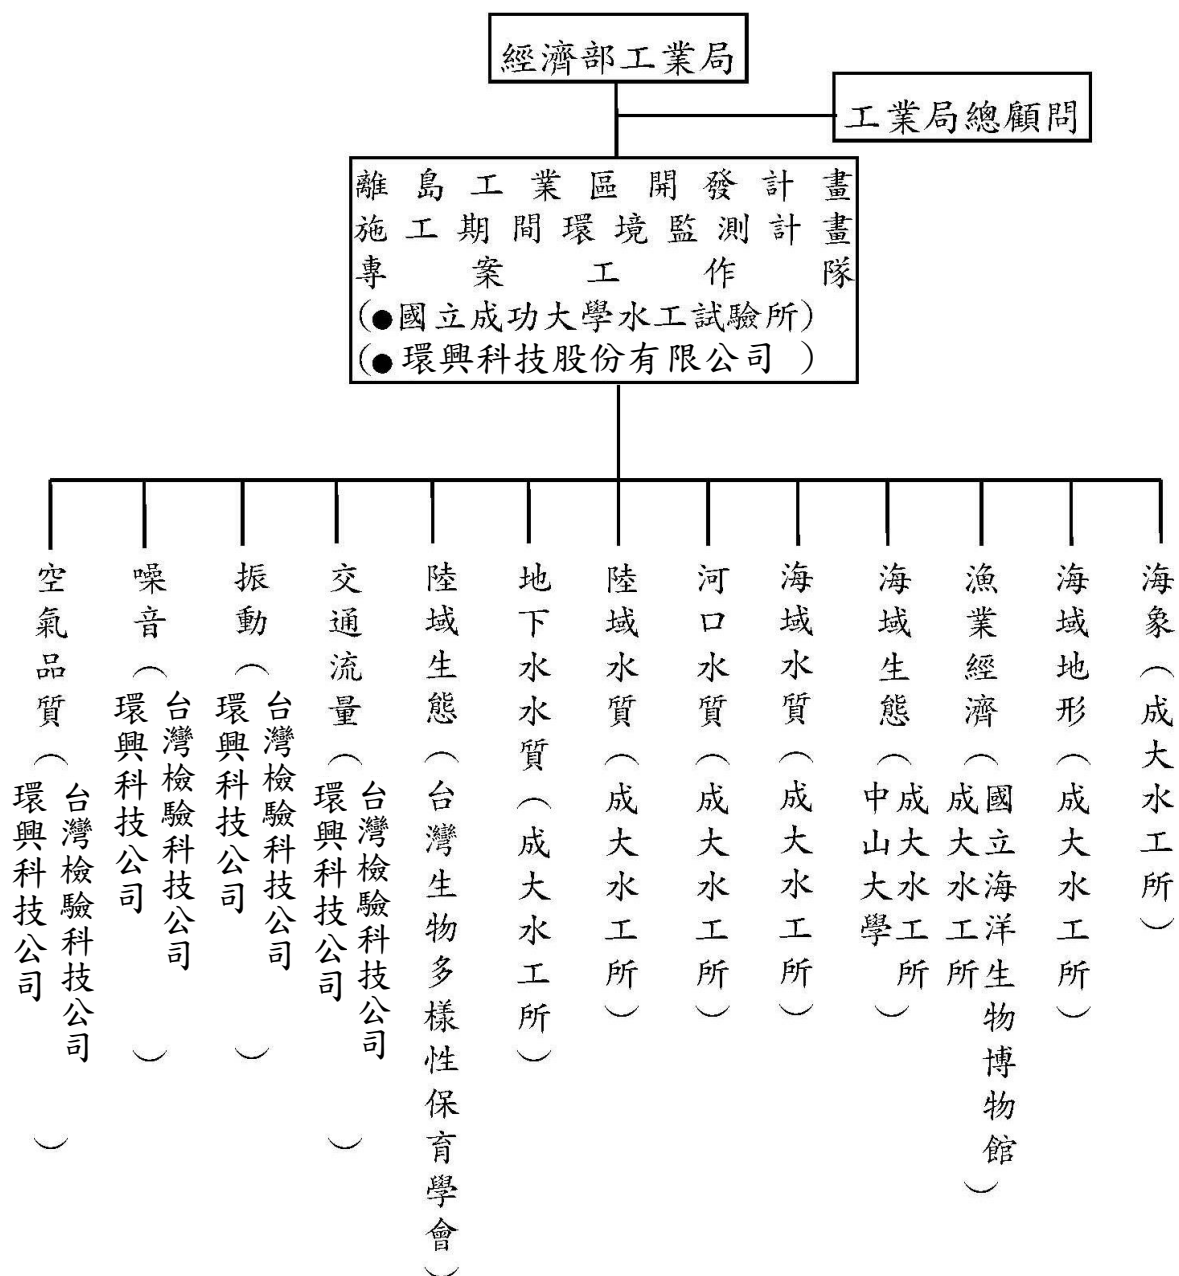 經濟部工業局
工業局總顧問
離島工業區開發計畫
施工期間環境監測計畫
專案工作隊
(●國立成功大學水工試驗所)
(●環興科技股份有限公司 )
空氣品質（台灣檢驗科技公司
環興科技公司）
噪音（台灣檢驗科技公司
環興科技公司）
振動（台灣檢驗科技公司
環興科技公司）
交通流量（台灣檢驗科技公司
環興科技公司）
陸域生態（台灣生物多樣性保育學會）
地下水水質（成大水工所）
陸域水質（成大水工所）
河口水質（成大水工所）
海域水質（成大水工所）
海域生態（成大水工所
中山大學）
漁業經濟（國立海洋生物博物館
成大水工所）
海域地形（成大水工所）
海象（成大水工所）